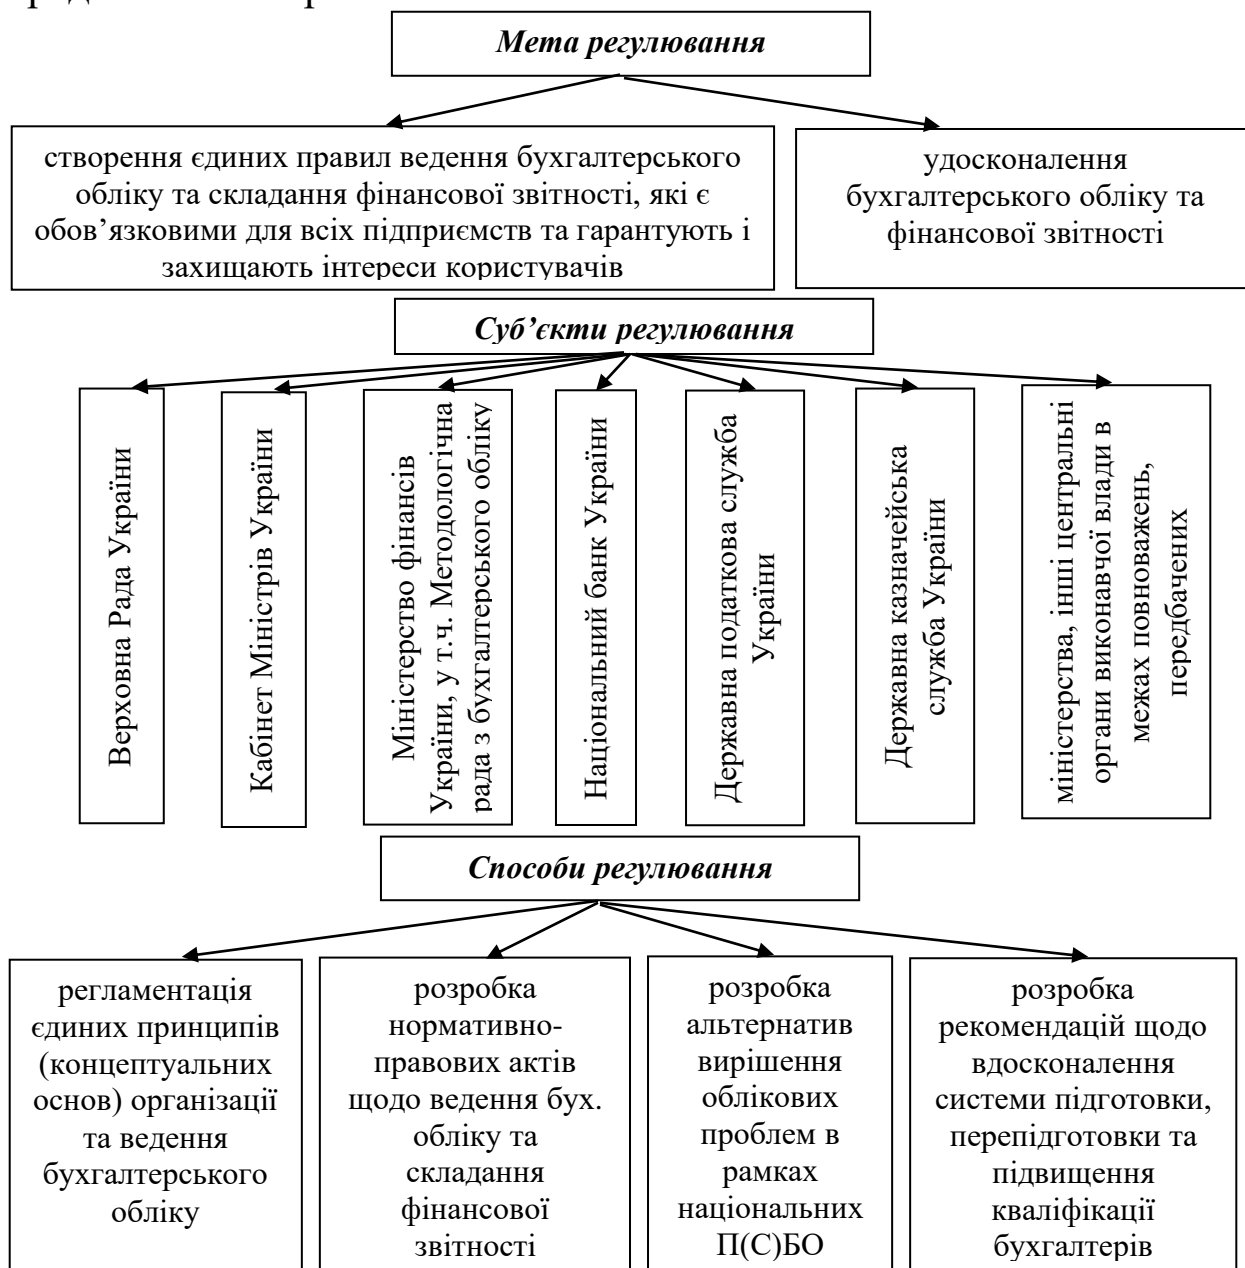 Мета регулювання
створення єдиних правил ведення бухгалтерського
обліку та складання фінансової звітності, які є
обов’язковими для всіх підприємств та гарантують і
захищають інтереси користувачів
удосконалення
бухгалтерського обліку та
фінансової звітності
Суб’єкти регулювання
Верховна Рада України
Кабінет Міністрів України
Міністерство фінансів
України, у т.ч. Методологічна
рада з бухгалтерського обліку
Національний банк України
Державна податкова служба
України
Державна казначейська
служба України
міністерства, інші центральні
органи виконавчої влади в
межах повноважень,
передбачених
Способи регулювання
регламентація
єдиних принципів
(концептуальних
основ) організації
та ведення
бухгалтерського
обліку
розробка
нормативно-
правових актів
щодо ведення бух.
обліку та
складання
фінансової
звітності
розробка
альтернатив
вирішення
облікових
проблем в
рамках
національних
П(С)БО
розробка
рекомендацій щодо
вдосконалення
системи підготовки,
перепідготовки та
підвищення
кваліфікації
бухгалтерів